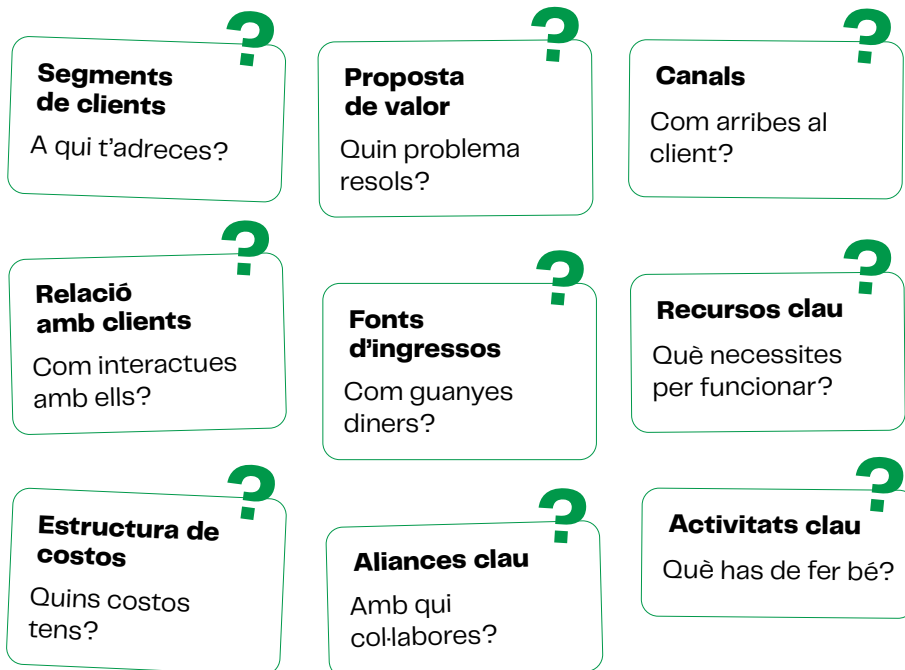 ?
Segments
de clients
A qui t’adreces?
?
Proposta
de valor
Quin problema
resols?
?
Canals
Com arribes al
client?
?
Relació
amb clients
Com interactues
amb ells?
?
Fonts
d’ingressos
Com guanyes
diners?
?
Recursos clau
Què necessites
per funcionar?
?
Estructura de
costos
Quins costos
tens?
?
Aliances clau
Amb qui
col·labores?
?
Activitats clau
Què has de fer bé?